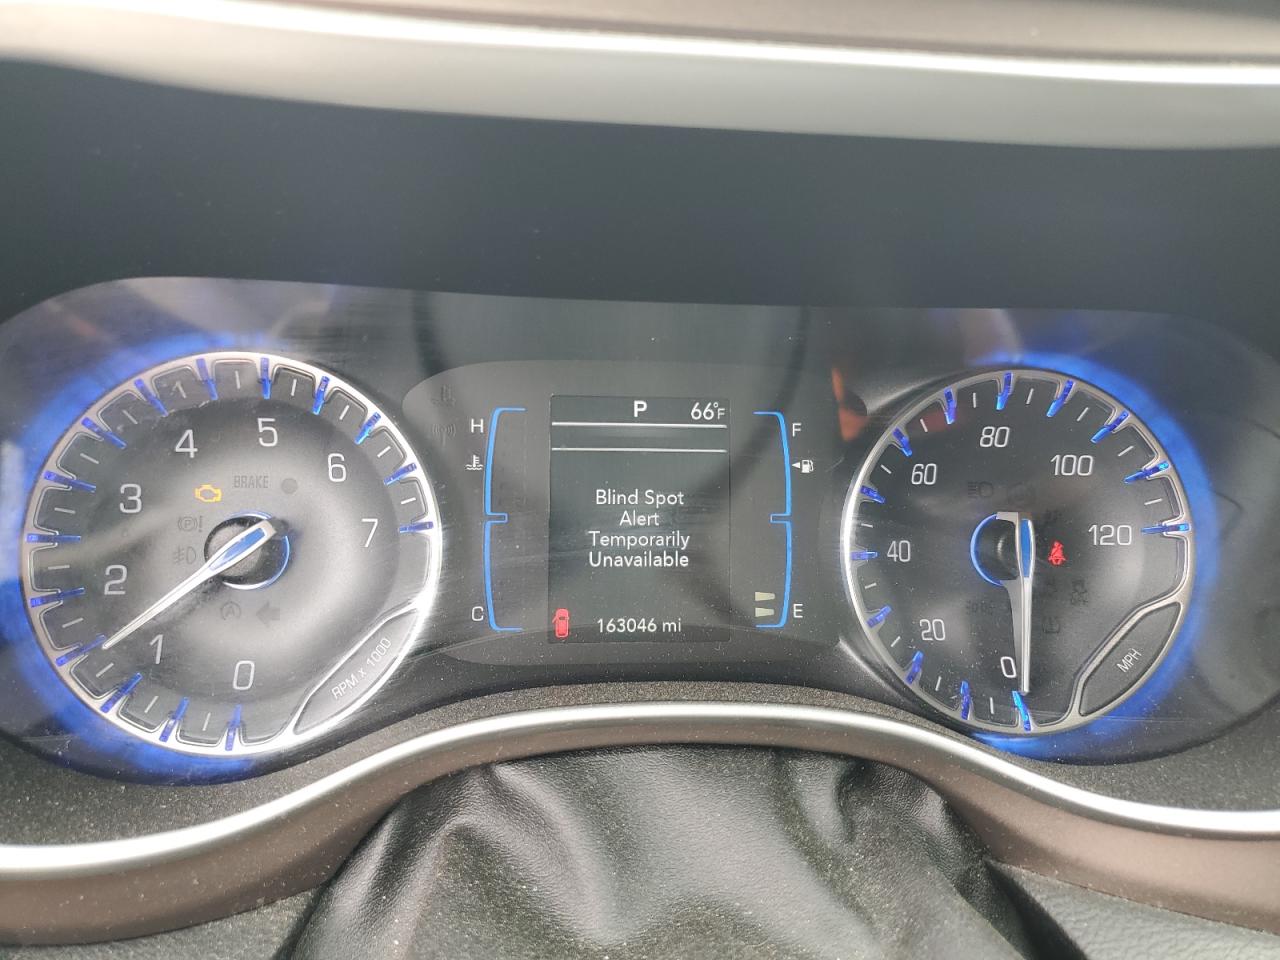 P 66°F
H
F
Blind Spot
Alert
Temporarily
Unavailable
C
E
163046 mi
0
1
2
3
4
5
6
7
BRAKE
RPM x 1000
0
20
40
60
80
100
120
MPH